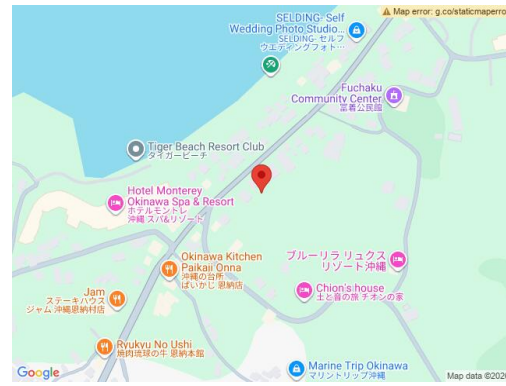 Map error: g.co/staticmaperro
SELDING- Self
Wedding Photo Studio...
SELDING- セルフ
ウエディングフォト…
Fuchaku
Community Center
冨着公民館
Tiger Beach Resort Club
タイガービーチ
Hotel Monterey
Okinawa Spa & Resort
ホテルモントレ
沖縄 スパ&リゾート
Okinawa Kitchen
Paikaji Onna
沖縄の台所
ぱいかじ 恩納店
ブルーリラ リュクス
リゾート沖縄
Chion's house
土と音の旅 チオンの家
Jam
ステーキハウス
ジャム 沖縄恩納村店
Ryukyu No Ushi
焼肉琉球の牛 恩納本館
Marine Trip Okinawa
マリントリップ沖縄
Google
Map data ©2026